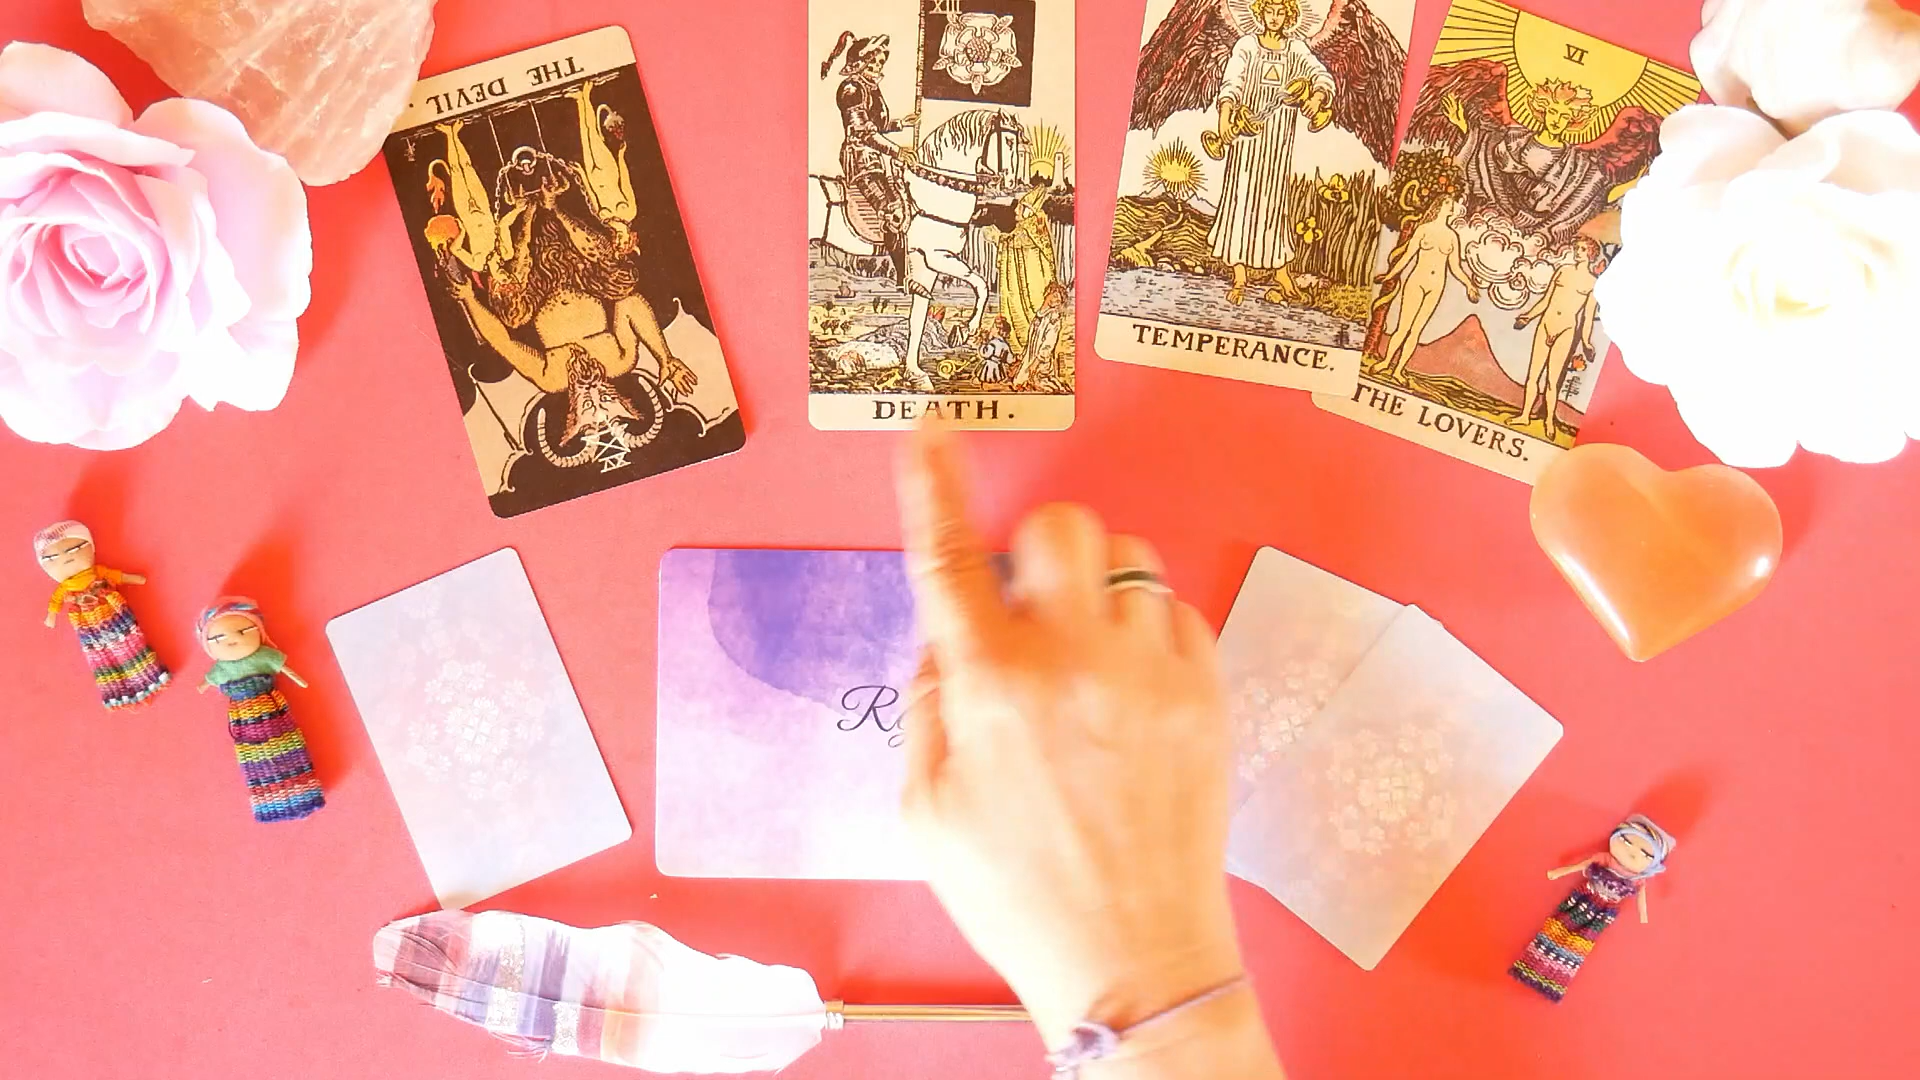 THE DEVIL.
XIII
DEATH.
TEMPERANCE.
VI
THE LOVERS.